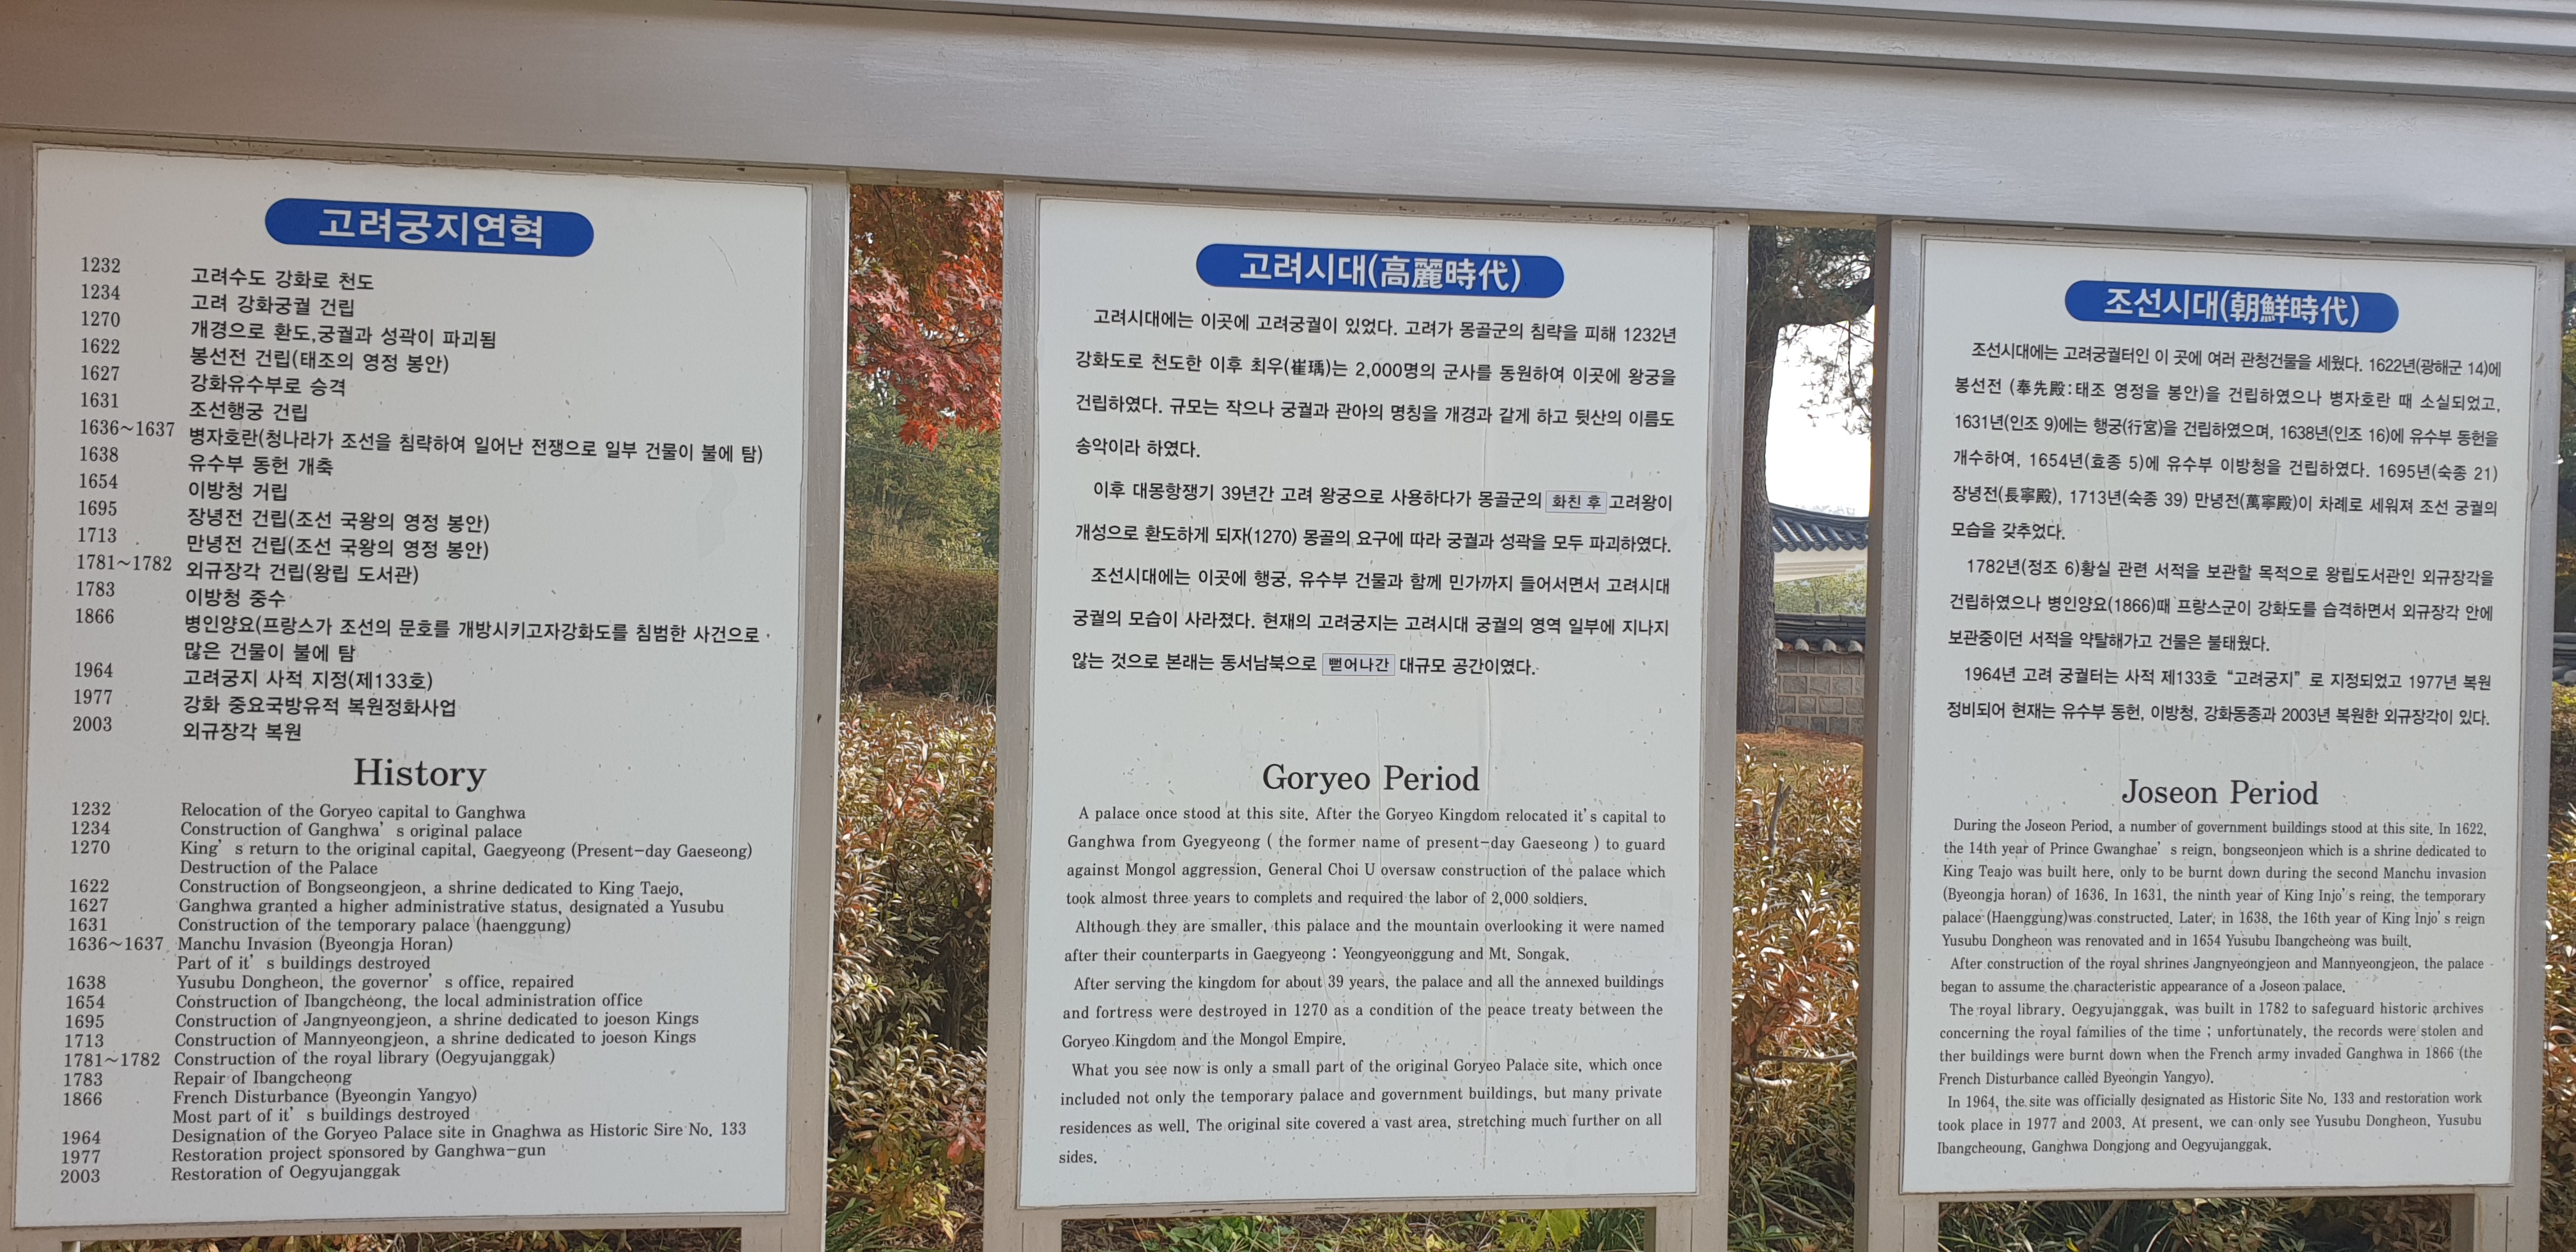 고려궁지연혁
1232 고려수도 강화로 천도
1234 고려 강화궁궐 건립
1270 개경으로 환도,궁궐과 성곽이 파괴됨
1622 봉선전 건립(태조의 영정 봉안)
1627 강화유수부로 승격
1631 조선행궁 건립
1636~1637 병자호란(청나라가 조선을 침략하여 일어난 전쟁으로 일부 건물이 불에 탐)
1638 유수부 동헌 개축
1654 이방청 거립
1695 장녕전 건립(조선 국왕의 영정 봉안)
1713 만녕전 건립(조선 국왕의 영정 봉안)
1781~1782 외규장각 건립(왕립 도서관)
1783 이방청 중수
1866 병인양요(프랑스가 조선의 문호를 개방시키고자강화도를 침범한 사건으로
많은 건물이 불에 탐
1964 고려궁지 사적 지정(제133호)
1977 강화 중요국방유적 복원정화사업
2003 외규장각 복원
History
1232 Relocation of the Goryeo capital to Ganghwa
1234 Construction of Ganghwa's original palace
1270 King's return to the original capital, Gaegyeong (Present-day Gaeseong)
Destruction of the Palace
1622 Construction of Bongseongjeon, a shrine dedicated to King Taejo,
1627 Ganghwa granted a higher administrative status, designated a Yusubu
1631 Construction of the temporary palace (haenggung)
1636~1637 Manchu Invasion (Byeongja Horan)
Part of it's buildings destroyed
1638 Yusubu Dongheon, the governor's office, repaired
1654 Construction of Ibangcheong, the local administration office
1695 Construction of Jangnyeongjeon, a shrine dedicated to joeson Kings
1713 Construction of Mannyeongjeon, a shrine dedicated to joeson Kings
1781~1782 Construction of the royal library (Oegyujanggak)
1783 Repair of Ibangcheong
1866 French Disturbance (Byeongin Yangyo)
Most part of it's buildings destroyed
1964 Designation of the Goryeo Palace site in Gnaghwa as Historic Sire No. 133
1977 Restoration project sponsored by Ganghwa-gun
2003 Restoration of Oegyujanggak
고려시대(高麗時代)
고려시대에는 이곳에 고려궁궐이 있었다. 고려가 몽골군의 침략을 피해 1232년
강화도로 천도한 이후 최우(崔瑀)는 2,000명의 군사를 동원하여 이곳에 왕궁을
건립하였다. 규모는 작으나 궁궐과 관아의 명칭을 개경과 같게 하고 뒷산의 이름도
송악이라 하였다.
이후 대몽항쟁기 39년간 고려 왕궁으로 사용하다가 몽골군의 화친 후 고려왕이
개성으로 환도하게 되자(1270) 몽골의 요구에 따라 궁궐과 성곽을 모두 파괴하였다.
조선시대에는 이곳에 행궁, 유수부 건물과 함께 민가까지 들어서면서 고려시대
궁궐의 모습이 사라졌다. 현재의 고려궁지는 고려시대 궁궐의 영역 일부에 지나지
않는 것으로 본래는 동서남북으로 뻗어나간 대규모 공간이였다.
Goryeo Period
A palace once stood at this site. After the Goryeo Kingdom relocated it's capital to
Ganghwa from Gyegyeong ( the former name of present-day Gaeseong ) to guard
against Mongol aggression, General Choi U oversaw construction of the palace which
took almost three years to complets and required the labor of 2,000 soldiers.
Although they are smaller, this palace and the mountain overlooking it were named
after their counterparts in Gaegyeong : Yeongyeonggung and Mt. Songak.
After serving the kingdom for about 39 years, the palace and all the annexed buildings
and fortress were destroyed in 1270 as a condition of the peace treaty between the
Goryeo Kingdom and the Mongol Empire.
What you see now is only a small part of the original Goryeo Palace site, which once
included not only the temporary palace and government buildings, but many private
residences as well. The original site covered a vast area, stretching much further on all
sides.
조선시대(朝鮮時代)
조선시대에는 고려궁궐터인 이 곳에 여러 관청건물을 세웠다. 1622년(광해군 14)에
봉선전 (奉先殿:태조 영정을 봉안)을 건립하였으나 병자호란 때 소실되었고,
1631년(인조 9)에는 행궁(行宮)을 건립하였으며, 1638년(인조 16)에 유수부 동헌을
개수하여, 1654년(효종 5)에 유수부 이방청을 건립하였다. 1695년(숙종 21)
장녕전(長寧殿), 1713년(숙종 39) 만녕전(萬寧殿)이 차례로 세워져 조선 궁궐의
모습을 갖추었다.
1782년(정조 6)황실 관련 서적을 보관할 목적으로 왕립도서관인 외규장각을
건립하였으나 병인양요(1866)때 프랑스군이 강화도를 습격하면서 외규장각 안에
보관중이던 서적을 약탈해가고 건물은 불태웠다.
1964년 고려 궁궐터는 사적 제133호 “고려궁지” 로 지정되었고 1977년 복원
정비되어 현재는 유수부 동헌, 이방청, 강화동종과 2003년 복원한 외규장각이 있다.
Joseon Period
During the Joseon Period, a number of government buildings stood at this site. In 1622,
the 14th year of Prince Gwanghae's reign, bongseonjeon which is a shrine dedicated to
King Teajo was built here, only to be burnt down during the second Manchu invasion
(Byeongja horan) of 1636. In 1631, the ninth year of King Injo's reing, the temporary
palace (Haenggung)was constructed. Later, in 1638, the 16th year of King Injo's reign
Yusubu Dongheon was renovated and in 1654 Yusubu Ibangcheong was built.
After construction of the royal shrines Jangnyeongjeon and Mannyeongjeon, the palace
began to assume the characteristic appearance of a Joseon palace.
The royal library, Oegyujanggak, was built in 1782 to safeguard historic archives
concerning the royal families of the time ; unfortunately, the records were stolen and
ther buildings were burnt down when the French army invaded Ganghwa in 1866 (the
French Disturbance called Byeongin Yangyo).
In 1964, the site was officially designated as Historic Site No. 133 and restoration work
took place in 1977 and 2003. At present, we can only see Yusubu Dongheon, Yusubu
Ibangcheoung, Ganghwa Dongjong and Oegyujanggak.